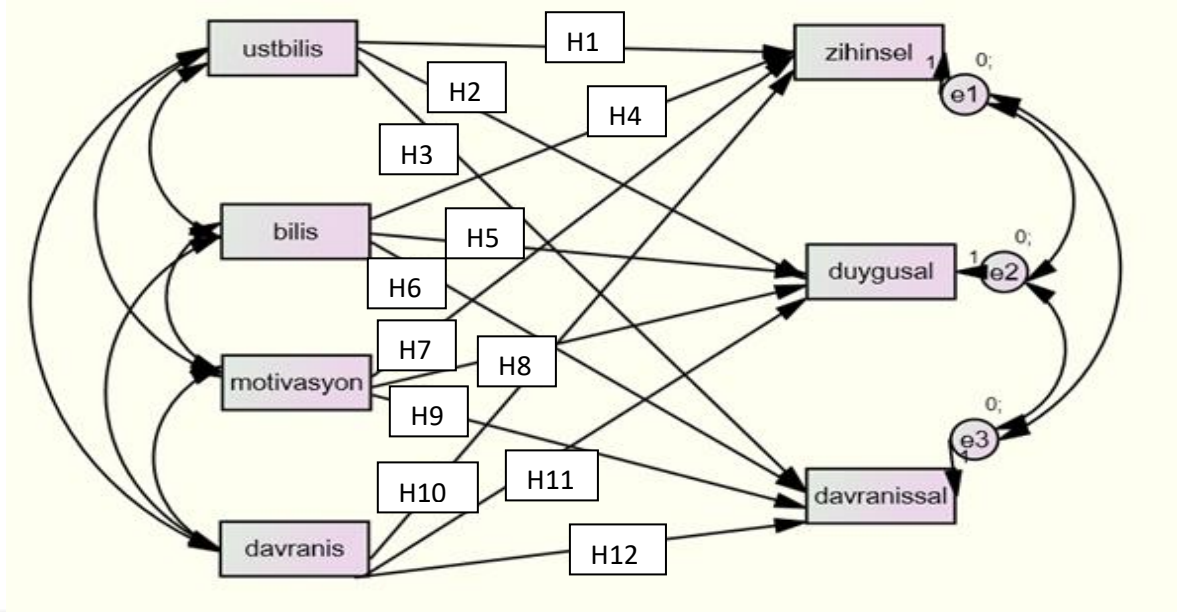 ustbilis
H1
zihinsel
1
0;
e1
H2
H4
H3
bilis
H5
duygusal
1
0;
e2
H6
H7
motivasyon
H8
H9
0;
e3
1
H10
H11
davranissal
davranis
H12